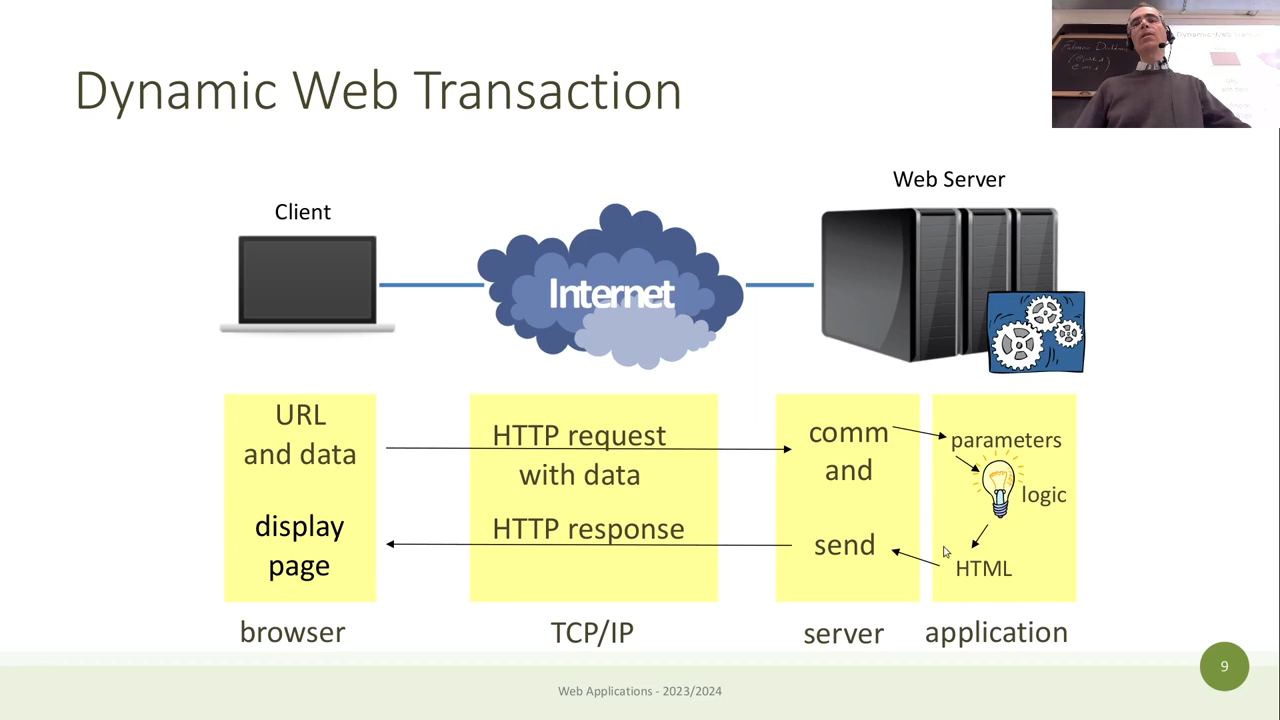 Dynamic Web Transaction
Web Server
Client
Internet
URL
and data
HTTP request
with data
comm
and
parameters
logic
display
page
HTTP response
send
HTML
browser
TCP/IP
server
application
9
Web Applications - 2023/2024